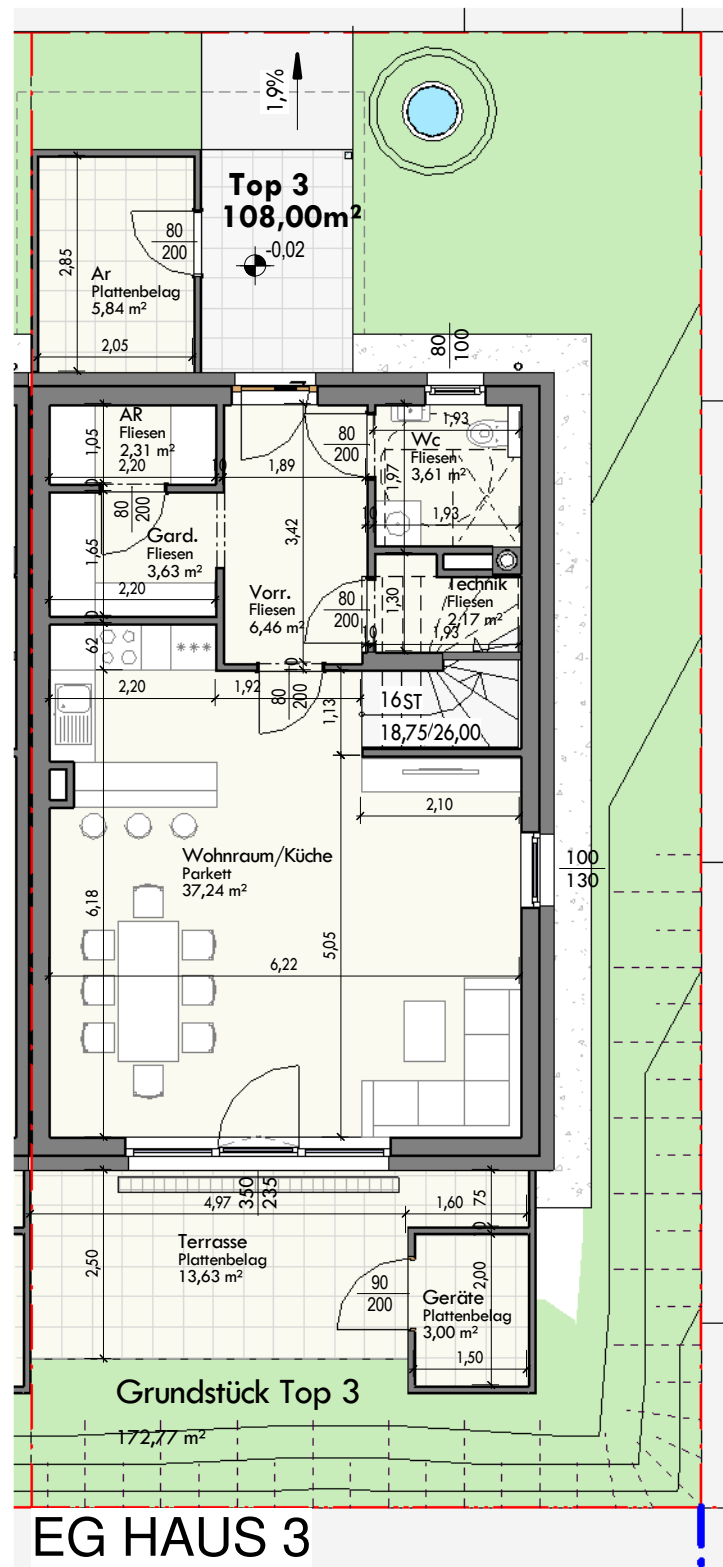 1,9%
Top 3
108,00m²
-0,02
80
200
2,85
Ar
Plattenbelag
5,84 m²
2,05
80
100
AR
Fliesen
2,31 m²
1,05
2,20
10
1,89
80
200
1,93
Wc
Fliesen
3,61 m²
1,97
80
200
Gard.
Fliesen
3,63 m²
1,65
2,20
3,42
10
1,93
Vorr.
Fliesen
6,46 m²
80
200
1,30
Technik
Fliesen
2,17 m²
10
1,93
62
***
2,20
1,92
80
200
1,13
16ST
18,75/26,00
2,10
Wohnraum/Küche
Parkett
37,24 m²
100
130
6,18
5,05
6,22
4,97
350
235
1,60
75
2,50
Terrasse
Plattenbelag
13,63 m²
90
200
2,00
Geräte
Plattenbelag
3,00 m²
1,50
Grundstück Top 3
172,77 m²
EG HAUS 3